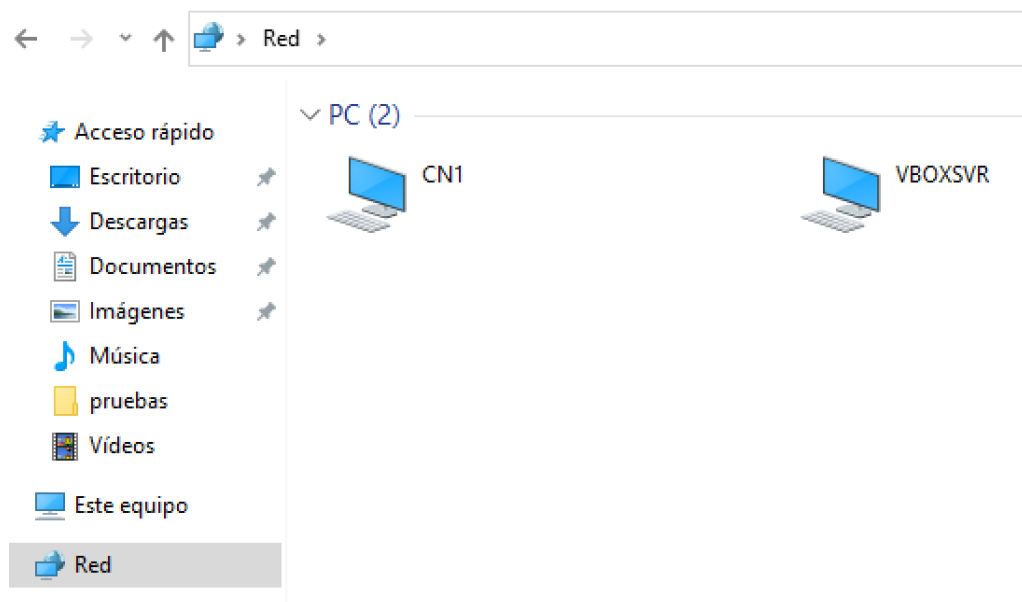 Red
Acceso rápido
Escritorio
Descargas
Documentos
Imágenes
Música
pruebas
Vídeos
Este equipo
Red
PC (2)
CN1
VBOXSVR